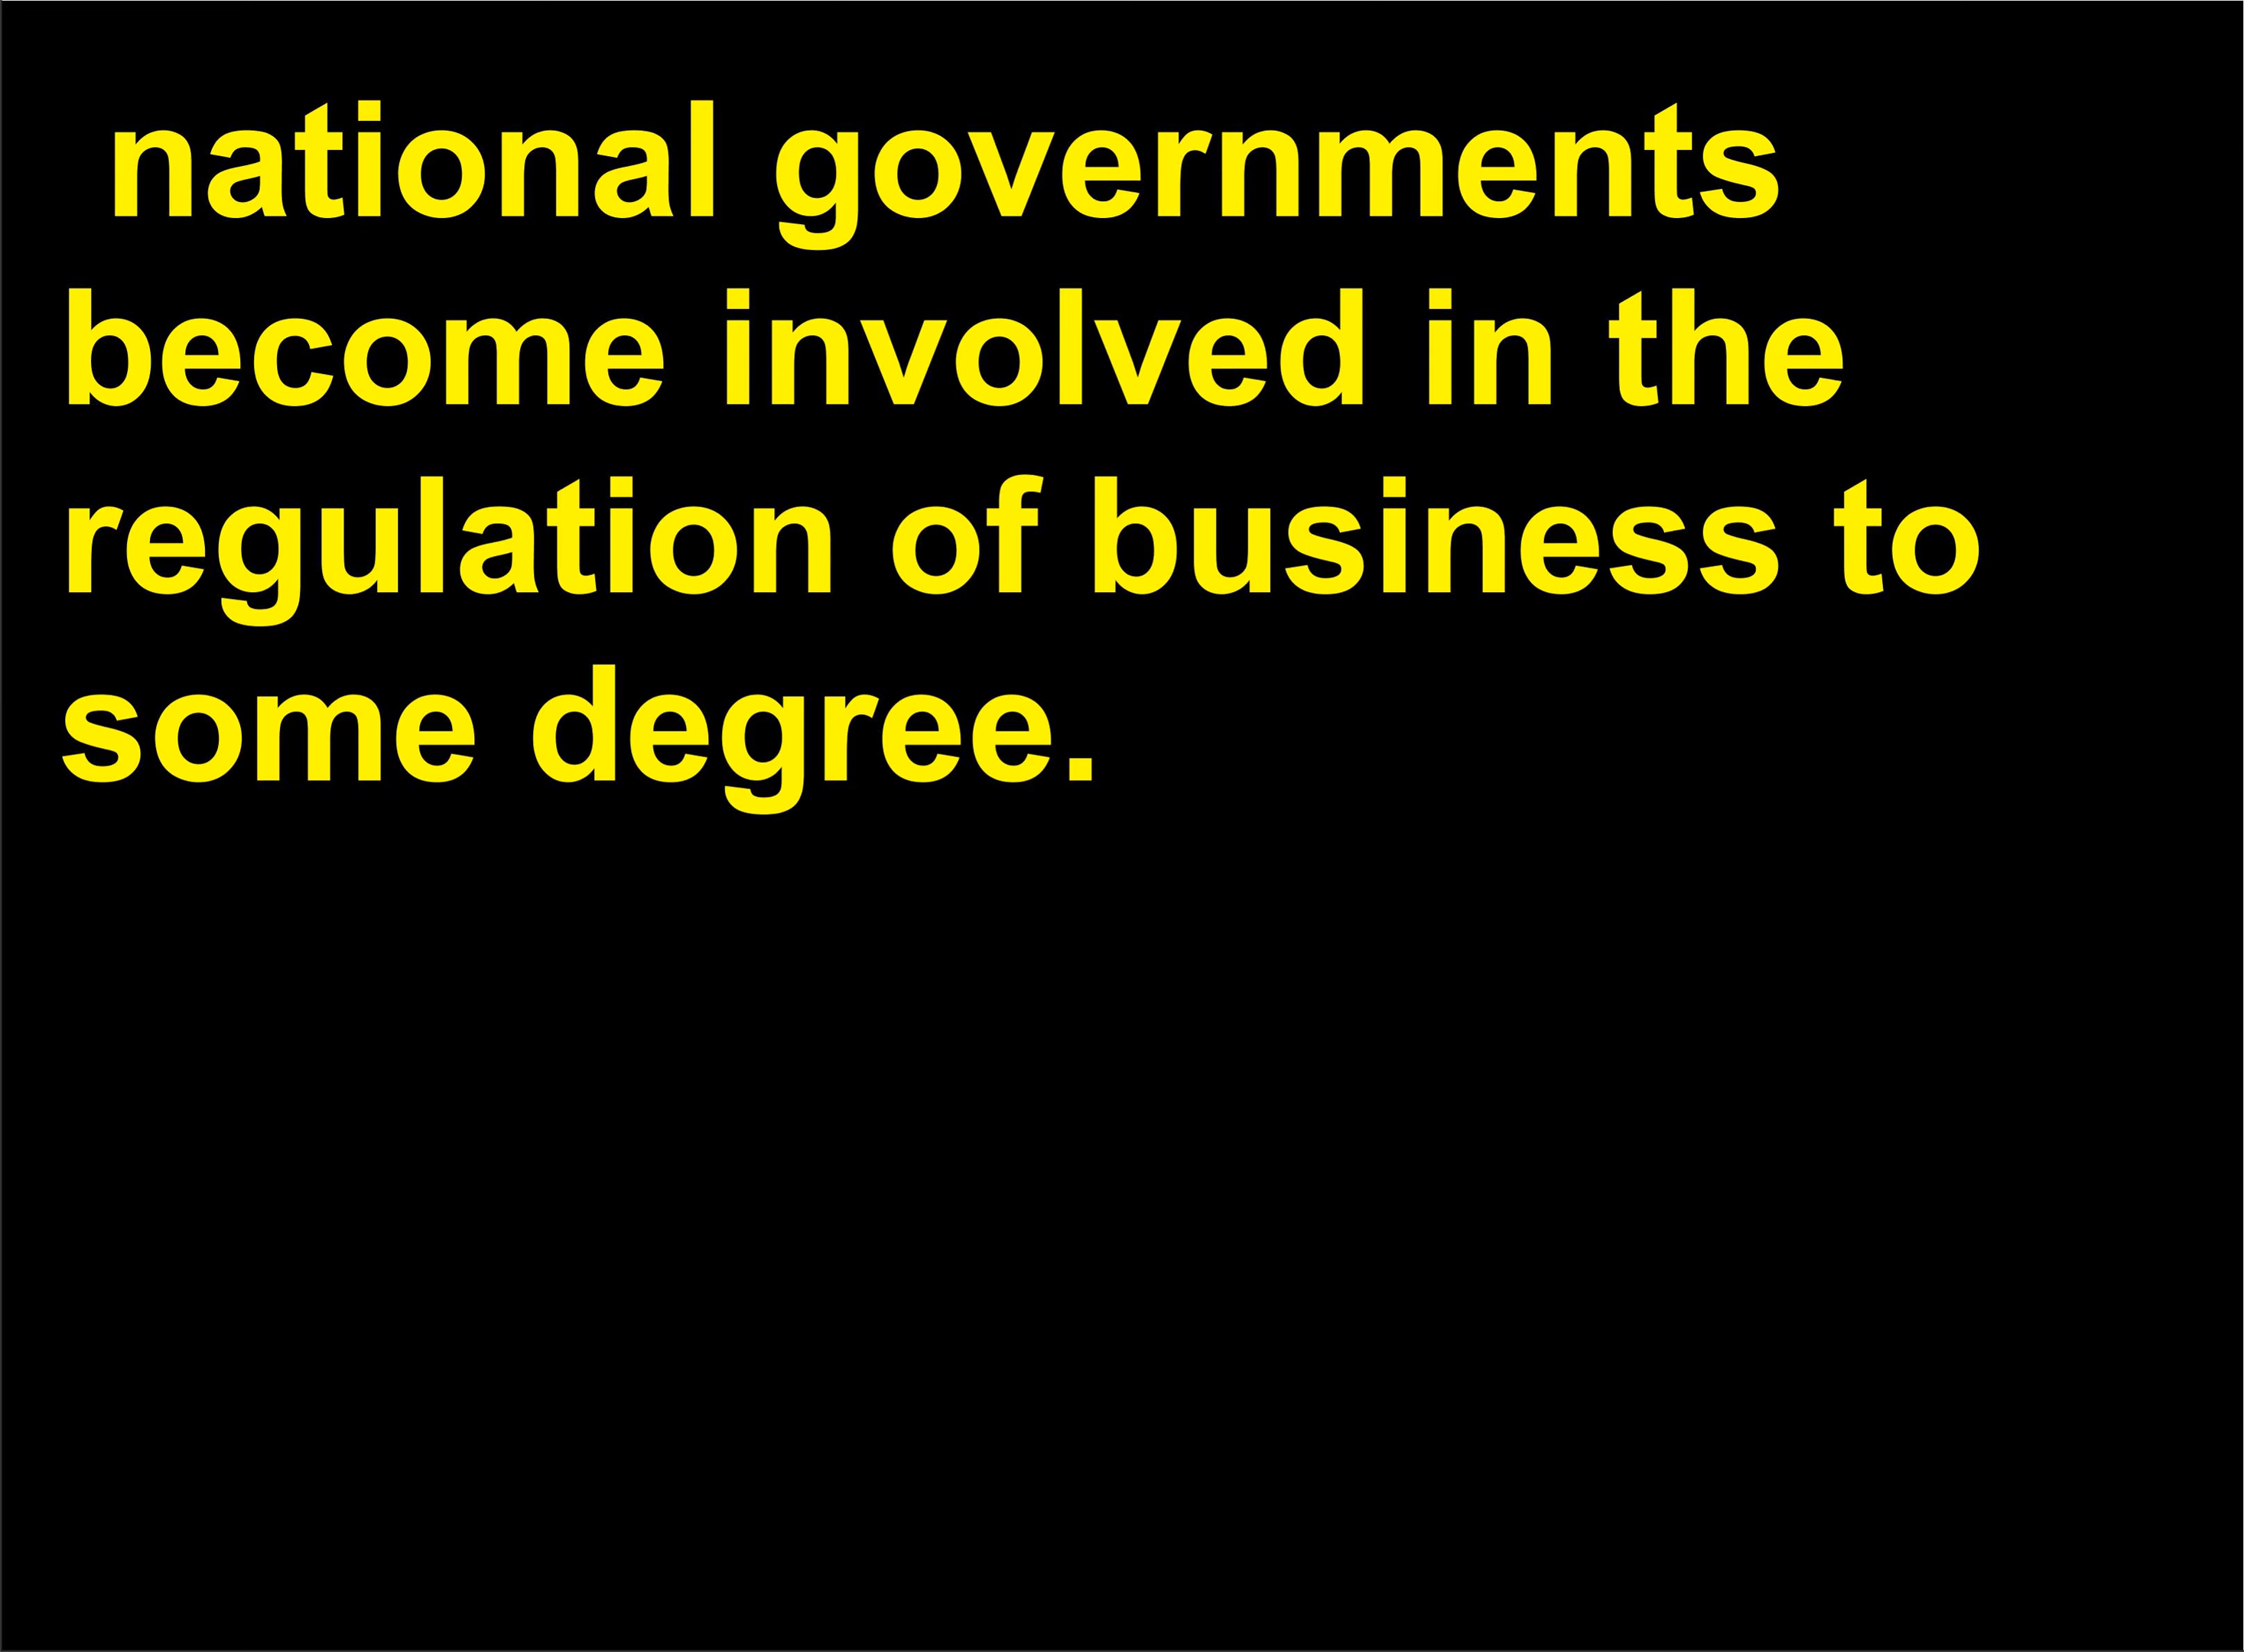 national governments
become involved in the
regulation of business to
some degree.